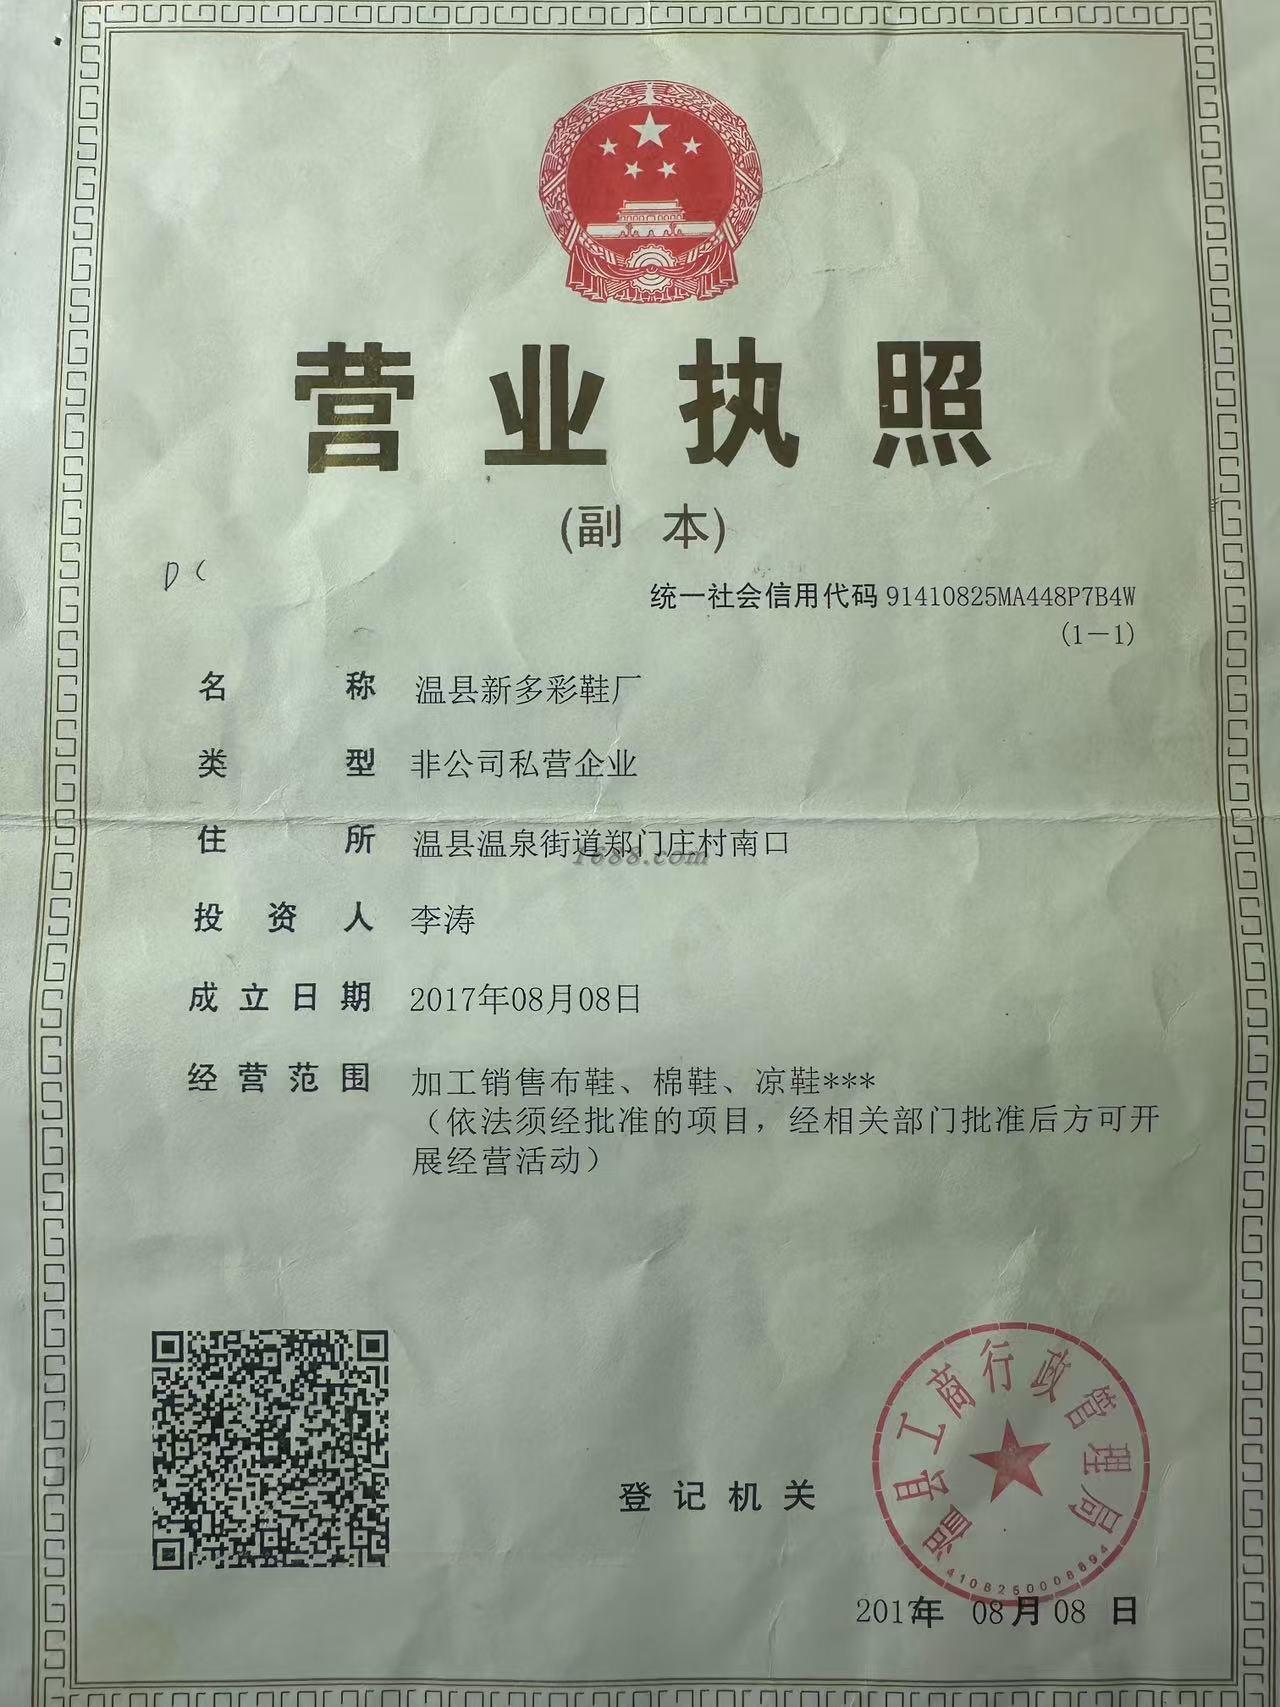 营业执照
(副 本)
DC
统一社会信用代码 91410825MA448P7B4W
(1-1)
名 称 温县新多彩鞋厂
类 型 非公司私营企业
住 所 温县温泉街道郑门庄村南口
1688.com
投 资 人 李涛
成立日期 2017年08月08日
经营范围 加工销售布鞋、棉鞋、凉鞋***
（依法须经批准的项目，经相关部门批准后方可开
展经营活动）
温县工商行政管理局
登记机关
4108250008894
2017年 08月08 日